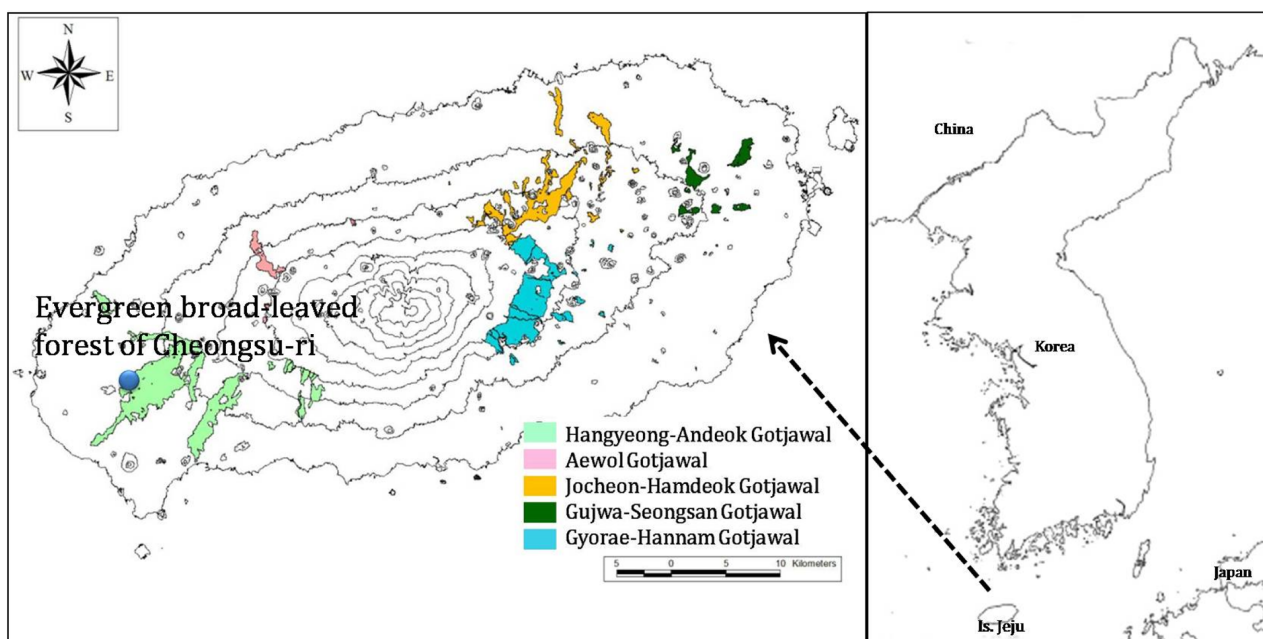 N
W E
S
Evergreen broad-leaved
forest of Cheongsu-ri
Hangyeong-Andeok Gotjawal
Aewol Gotjawal
Jocheon-Hamdeok Gotjawal
Gujwa-Seongsan Gotjawal
Gyorae-Hannam Gotjawal
5 0 5 10 Kilometers
China
Korea
Japan
Is. Jeju